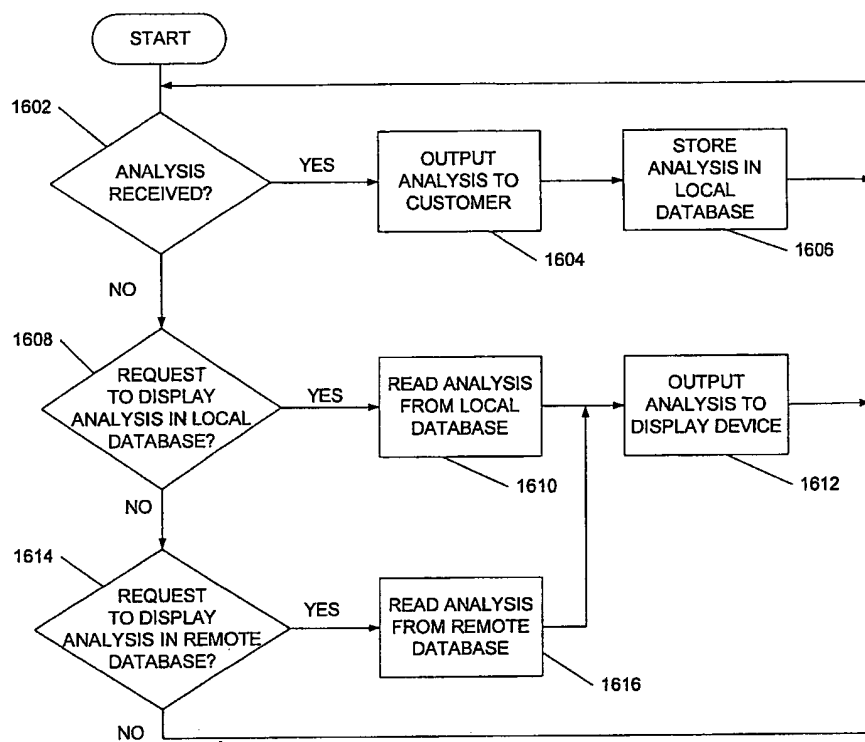 START
1602
ANALYSIS
RECEIVED?
YES
OUTPUT
ANALYSIS TO
CUSTOMER
1604
STORE
ANALYSIS IN
LOCAL
DATABASE
1606
NO
1608
REQUEST
TO DISPLAY
ANALYSIS IN LOCAL
DATABASE?
YES
READ ANALYSIS
FROM LOCAL
DATABASE
1610
OUTPUT
ANALYSIS TO
DISPLAY DEVICE
1612
NO
1614
REQUEST
TO DISPLAY
ANALYSIS IN REMOTE
DATABASE?
YES
READ ANALYSIS
FROM REMOTE
DATABASE
1616
NO